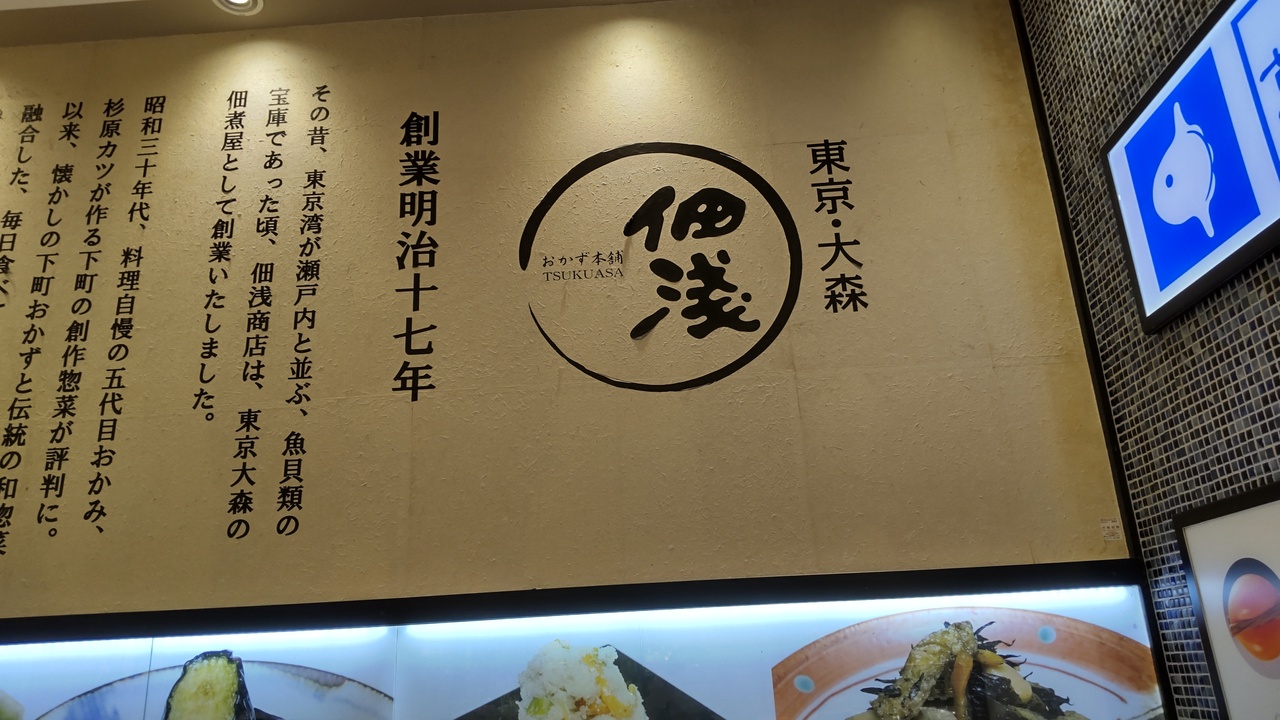 東京・大森
佃浅
おかず本舗
TSUKUASA
創業明治十七年
その昔、東京湾が瀬戸内と並ぶ、魚貝類の
宝庫であった頃、佃浅商店は、東京大森の
佃煮屋として創業いたしました。
昭和三十年代、料理自慢の五代目おかみ、
杉原カツが作る下町の創作惣菜が評判に。
以来、懐かしの下町おかずと伝統の和惣菜
融合した、毎日食べ